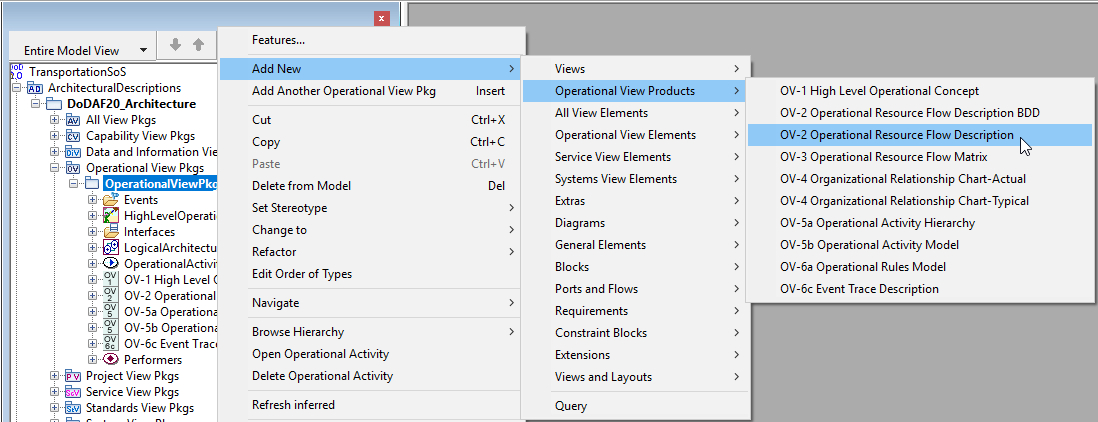 Entire Model View
TransportationSoS
ArchitecturalDescriptions
DoDAF20_Architecture
All View Pkgs
Capability View Pkgs
Data and Information Vie
Operational View Pkgs
OperationalViewPkg
Events
HighLevelOperati
Interfaces
LogicalArchitectu
OperationalActivit
OV-1 High Level C
OV-2 Operational
OV-5a Operationa
OV-5b Operationa
OV-6c Event Trace
Performers
Project View Pkgs
Service View Pkgs
Standards View Pkgs
Features...
Add New
Add Another Operational View Pkg Insert
Cut Ctrl+X
Copy Ctrl+C
Paste Ctrl+V
Delete from Model Del
Set Stereotype
Change to
Refactor
Edit Order of Types
Navigate
Browse Hierarchy
Open Operational Activity
Delete Operational Activity
Refresh inferred
Views
Operational View Products
All View Elements
Operational View Elements
Service View Elements
Systems View Elements
Extras
Diagrams
General Elements
Blocks
Ports and Flows
Requirements
Constraint Blocks
Extensions
Views and Layouts
Query
OV-1 High Level Operational Concept
OV-2 Operational Resource Flow Description BDD
OV-2 Operational Resource Flow Description
OV-3 Operational Resource Flow Matrix
OV-4 Organizational Relationship Chart-Actual
OV-4 Organizational Relationship Chart-Typical
OV-5a Operational Activity Hierarchy
OV-5b Operational Activity Model
OV-6a Operational Rules Model
OV-6c Event Trace Description